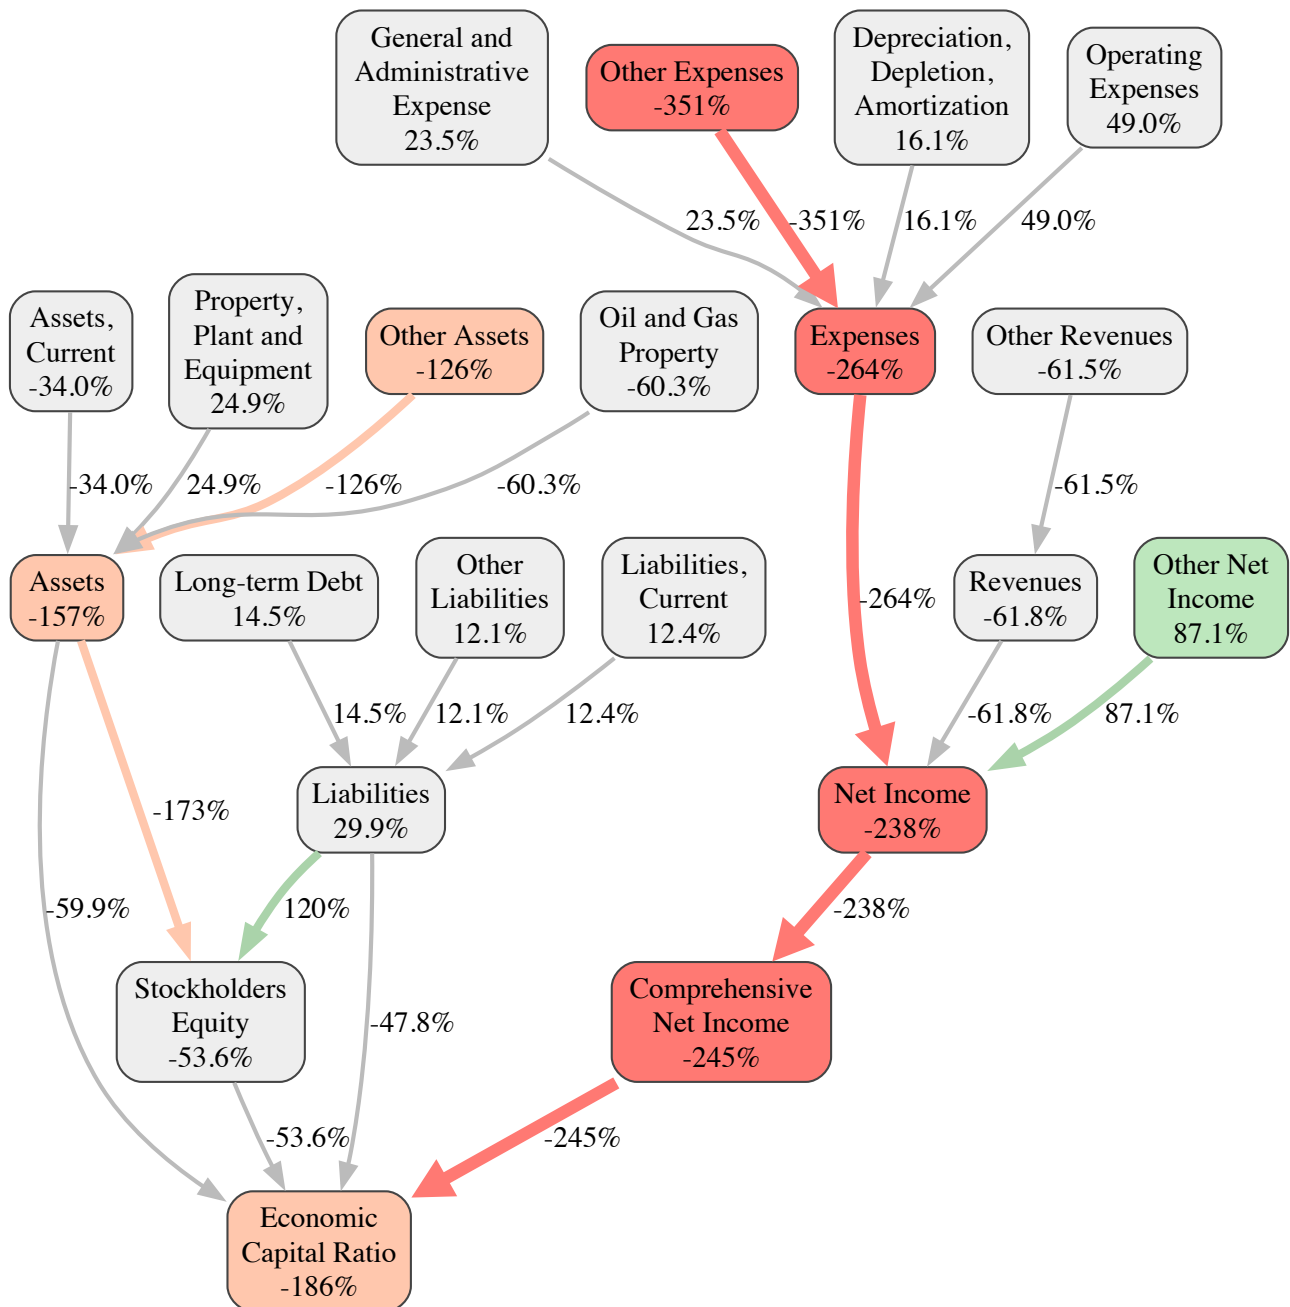 General and
Administrative
Expense
23.5%
Other Expenses
-351%
Depreciation,
Depletion,
Amortization
16.1%
Operating
Expenses
49.0%
23.5%
-351%
16.1%
49.0%
Assets,
Current
-34.0%
Property,
Plant and
Equipment
24.9%
Other Assets
-126%
Oil and Gas
Property
-60.3%
Expenses
-264%
Other Revenues
-61.5%
-34.0%
24.9%
-126%
-60.3%
-61.5%
Assets
-157%
Long-term Debt
14.5%
Other
Liabilities
12.1%
Liabilities,
Current
12.4%
-264%
Revenues
-61.8%
Other Net
Income
87.1%
14.5%
12.1%
12.4%
-61.8%
87.1%
-173%
Liabilities
29.9%
Net Income
-238%
-59.9%
120%
-238%
Stockholders
Equity
-53.6%
-47.8%
Comprehensive
Net Income
-245%
-53.6%
-245%
Economic
Capital Ratio
-186%